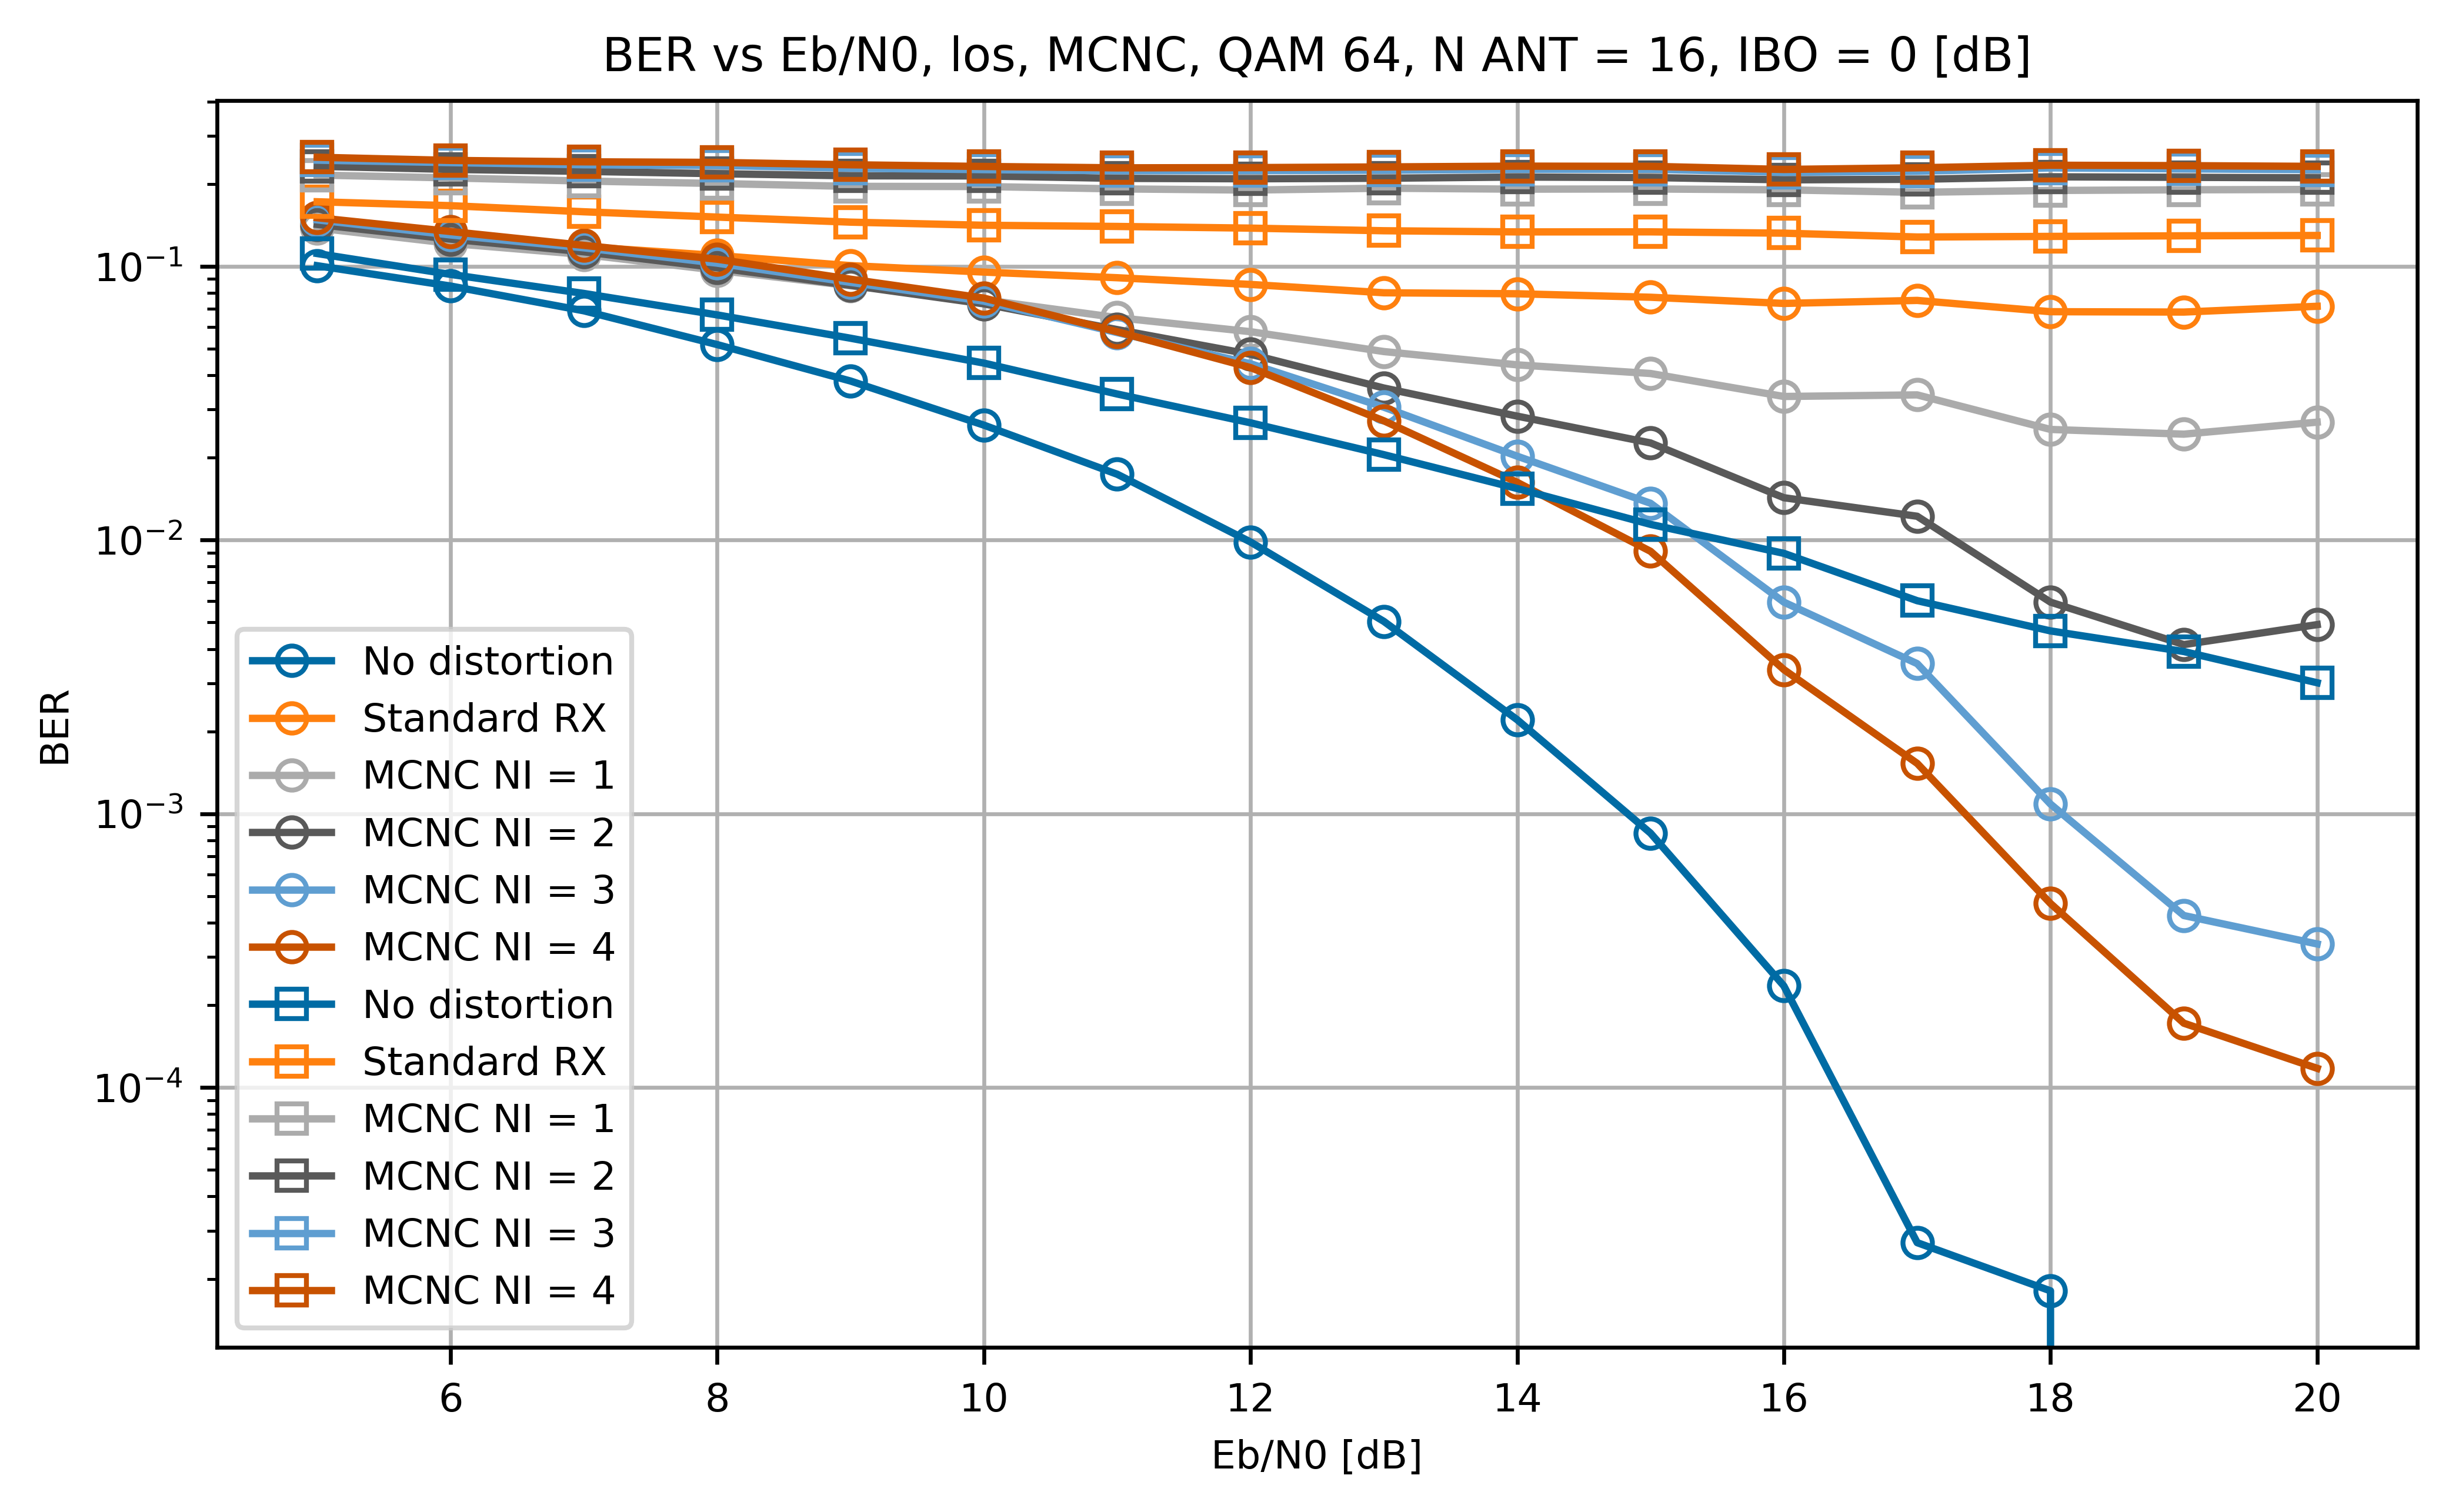 BER vs Eb/N0, los, MCNC, QAM 64, N ANT = 16, IBO = 0 [dB]
10⁻¹
10⁻²
10⁻³
10⁻⁴
BER
No distortion
Standard RX
MCNC NI = 1
MCNC NI = 2
MCNC NI = 3
MCNC NI = 4
No distortion
Standard RX
MCNC NI = 1
MCNC NI = 2
MCNC NI = 3
MCNC NI = 4
6 8 10 12 14 16 18 20
Eb/N0 [dB]